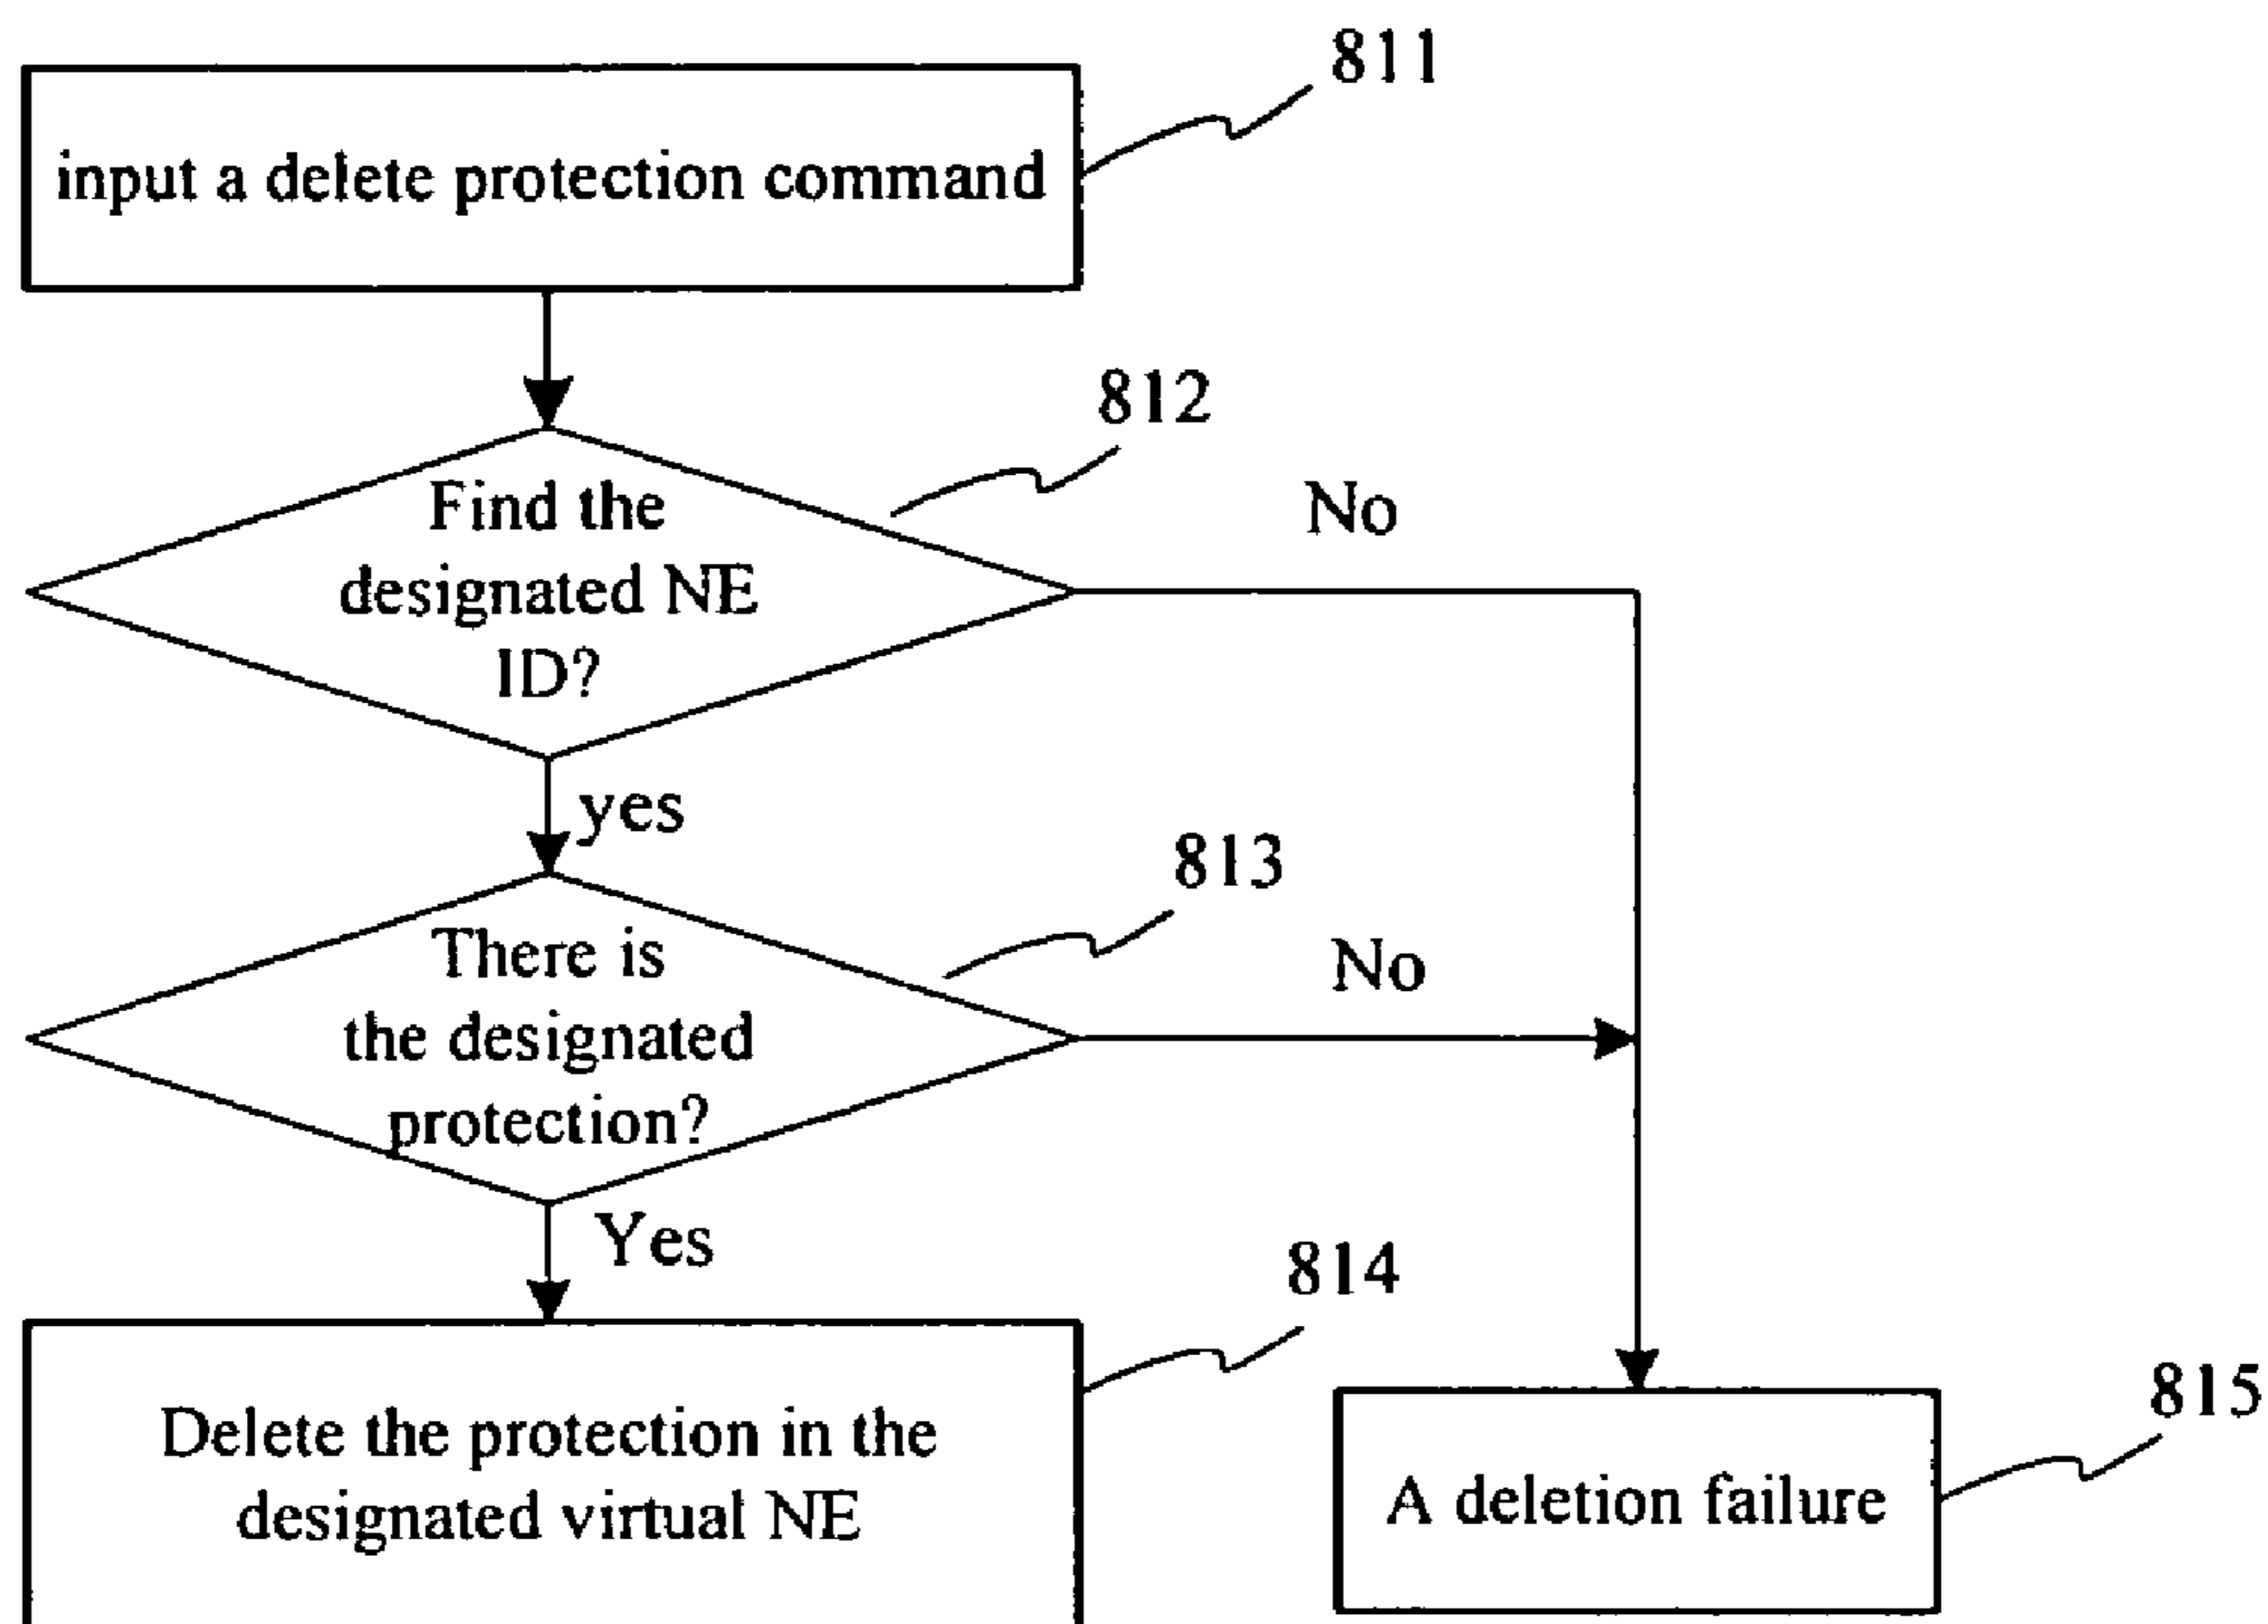 811
input a delete protection command
812
Find the
designated NE
ID?
No
yes
813
There is
the designated
protection?
No
Yes
814
Delete the protection in the
designated virtual NE
815
A deletion failure